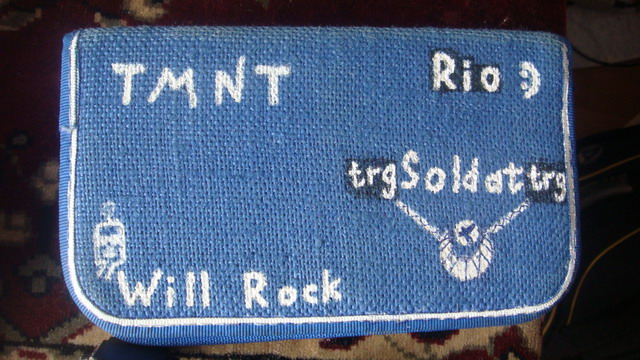 TMNT
Rio :)
trgSoldattrg
Will Rock